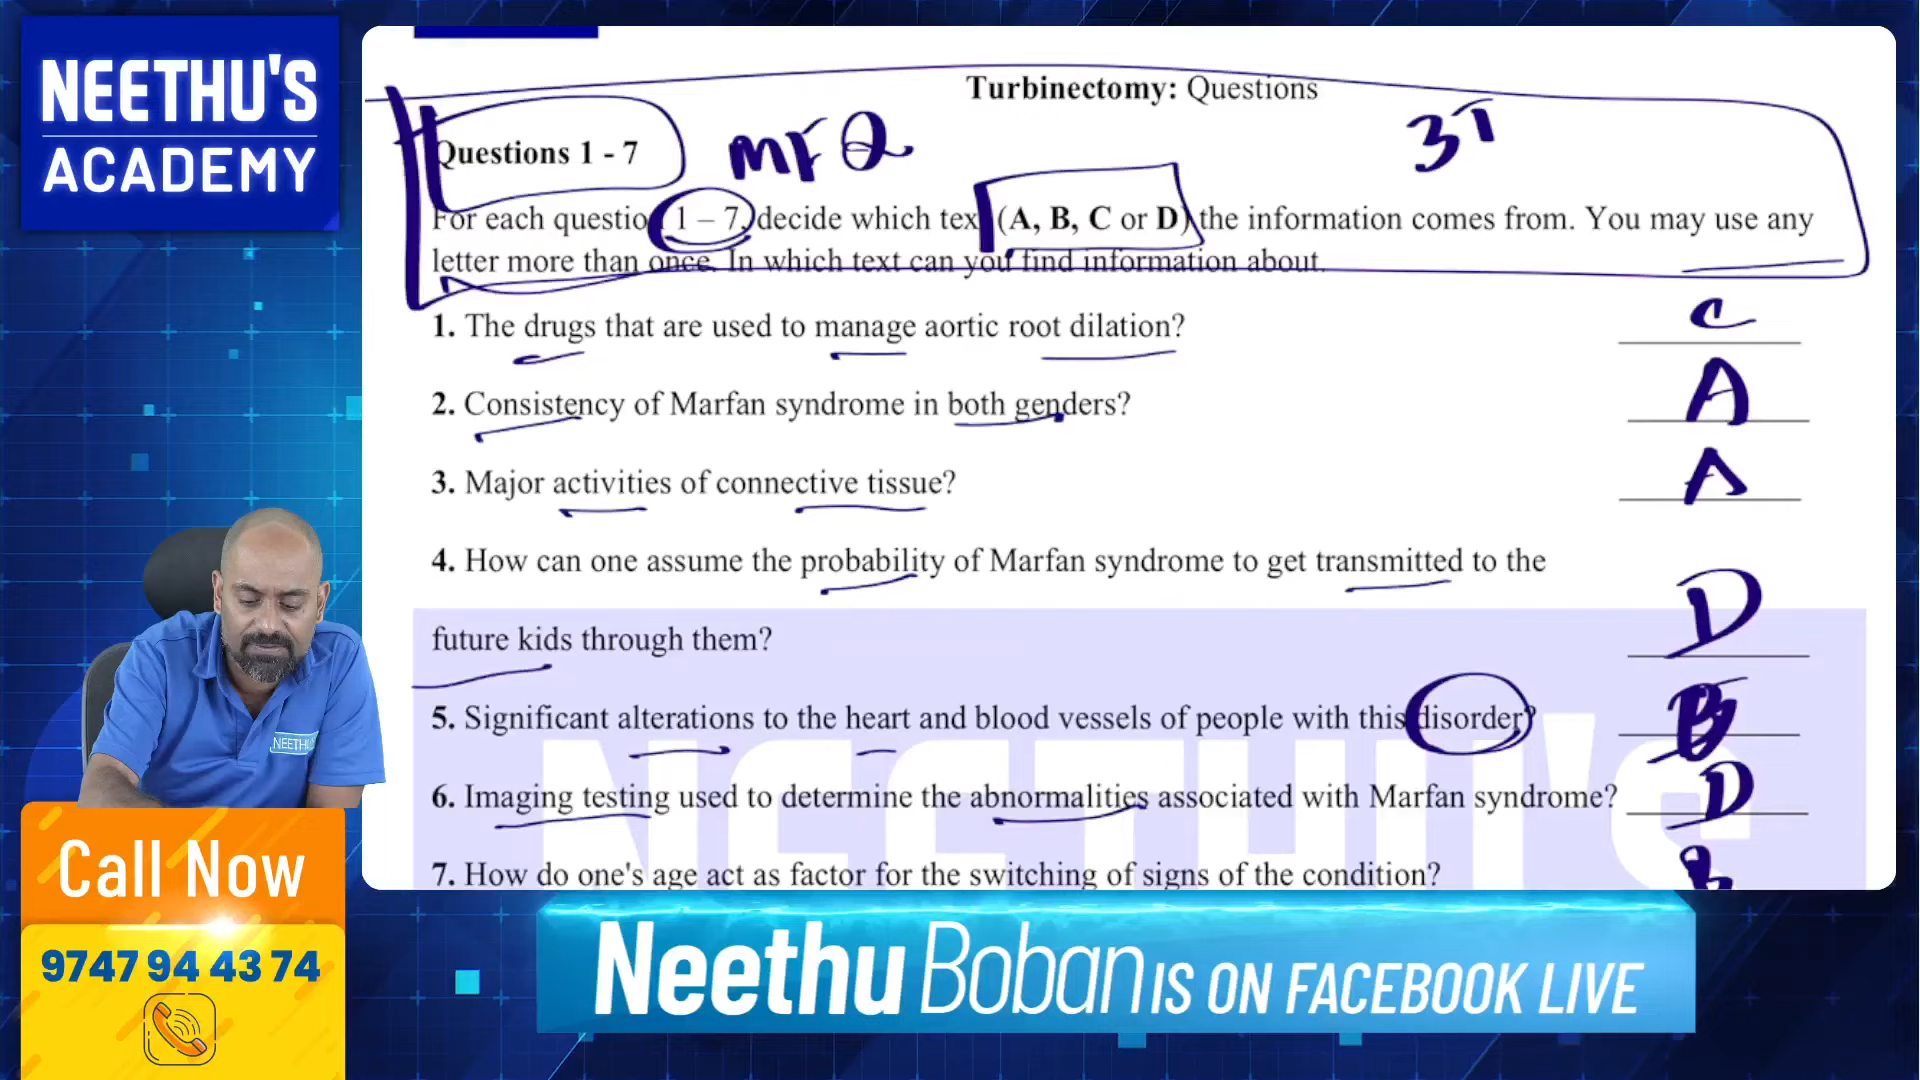 NEETHU'S
ACADEMY
Turbinectomy: Questions
Questions 1 - 7
For each question 1 – 7, decide which text (A, B, C or D) the information comes from. You may use any
letter more than once. In which text can you find information about.
1. The drugs that are used to manage aortic root dilation?
C
2. Consistency of Marfan syndrome in both genders?
A
3. Major activities of connective tissue?
A
4. How can one assume the probability of Marfan syndrome to get transmitted to the
future kids through them?
D
5. Significant alterations to the heart and blood vessels of people with this disorder?
B
6. Imaging testing used to determine the abnormalities associated with Marfan syndrome?
D
7. How do one's age act as factor for the switching of signs of the condition?
NEETHU's
Call Now
9747 94 43 74
Neethu Boban IS ON FACEBOOK LIVE